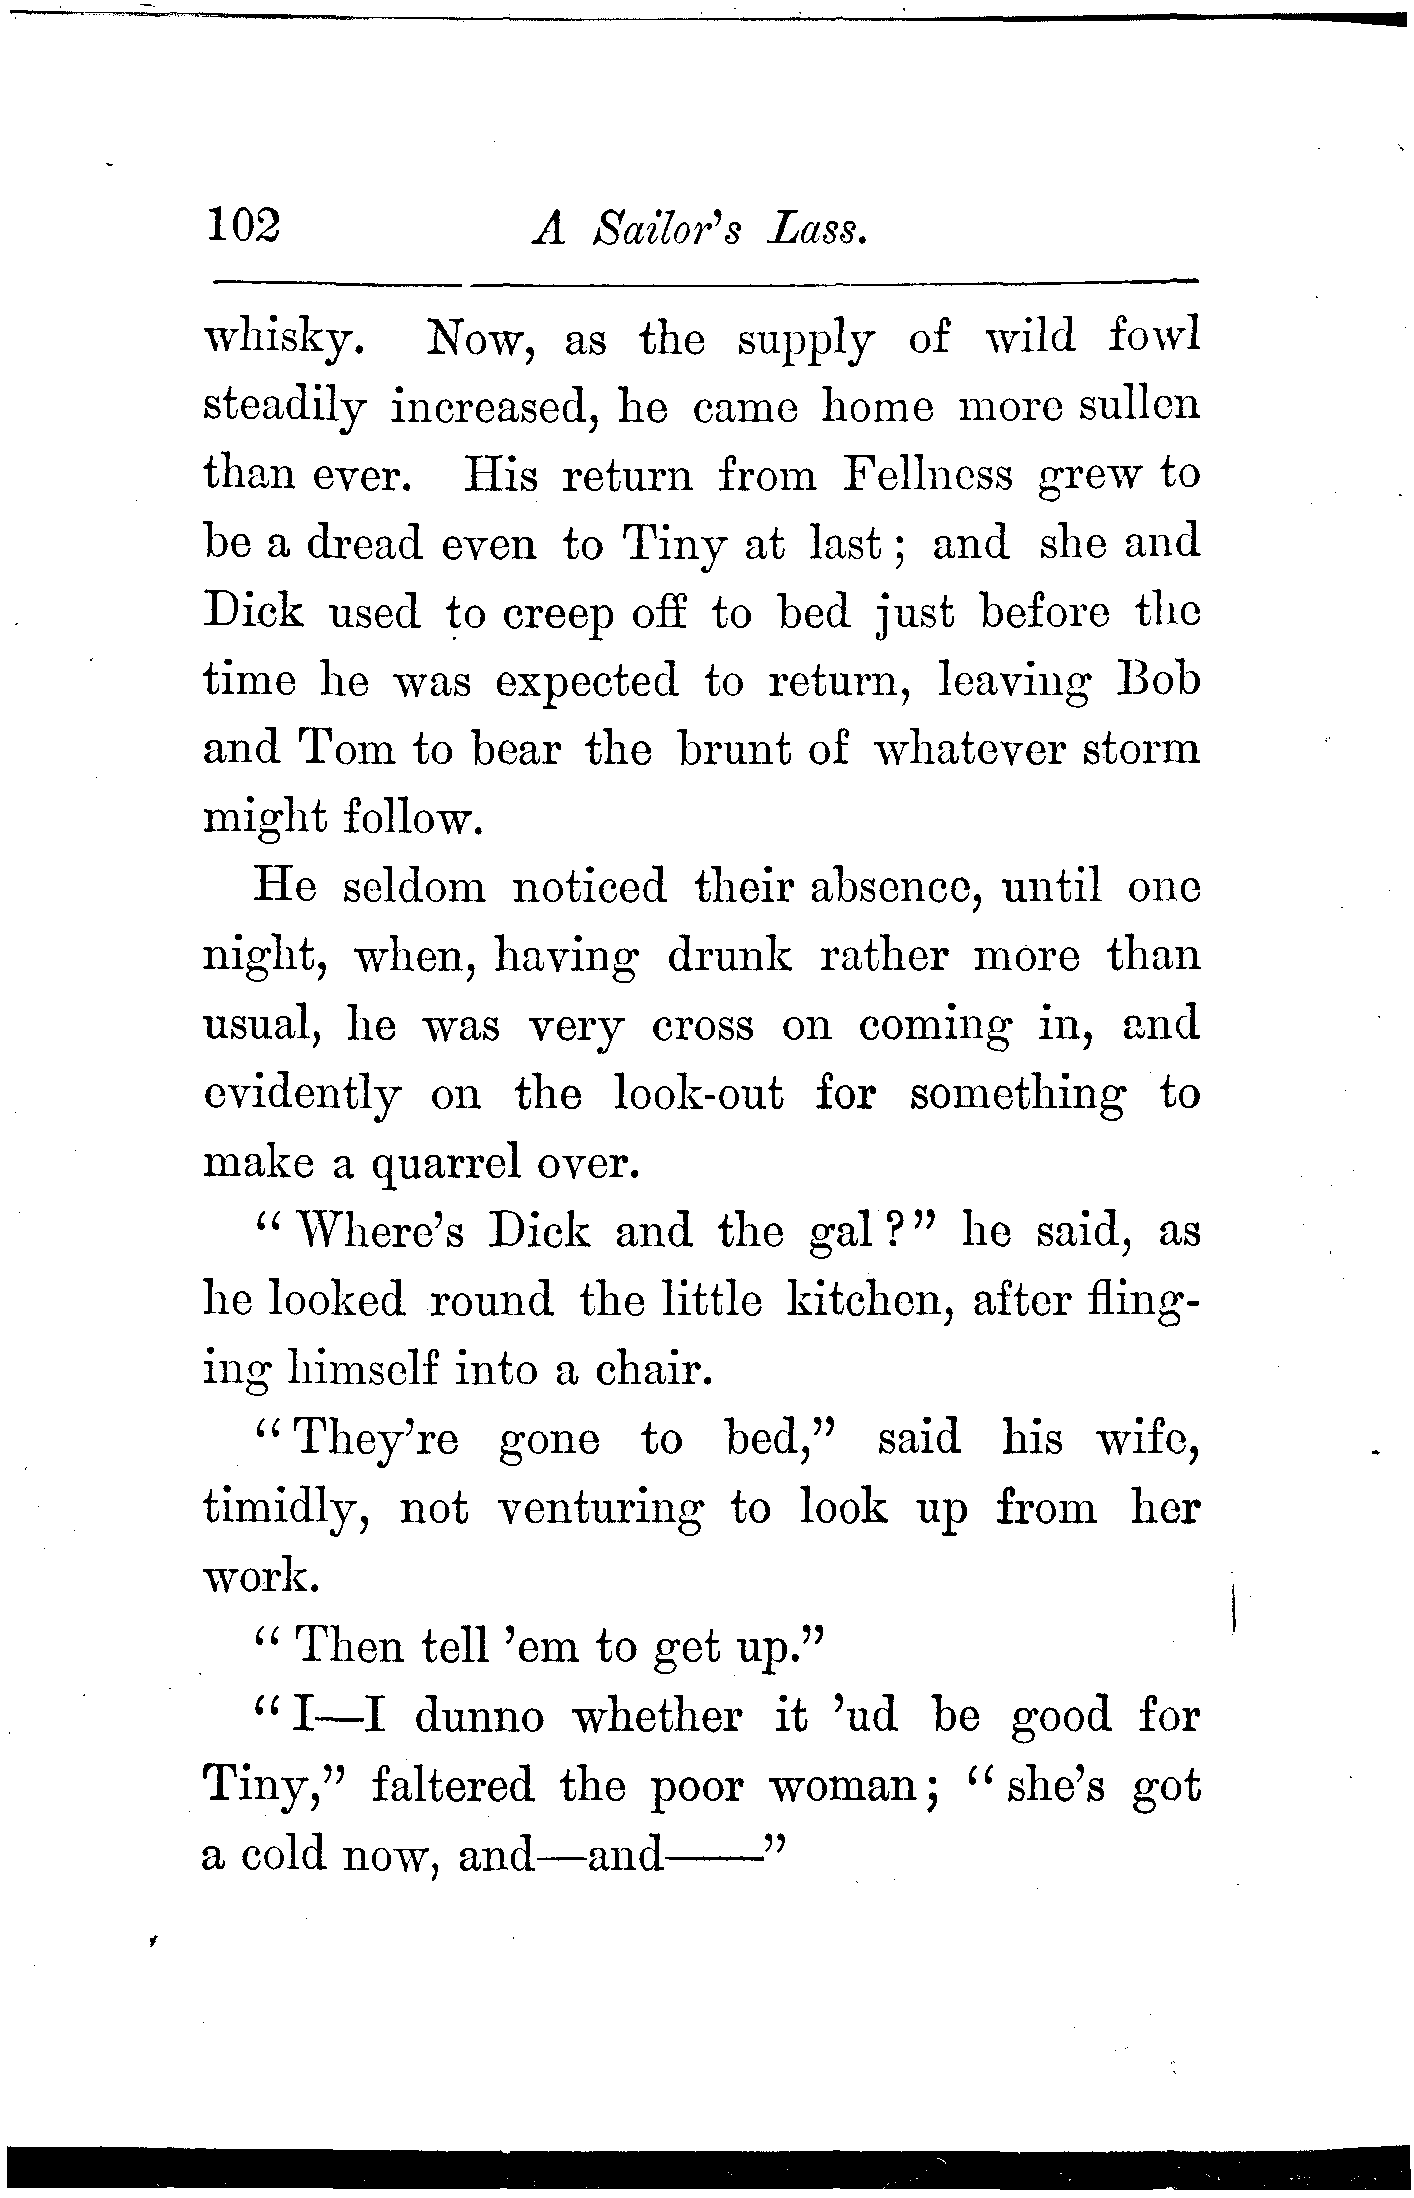 102 A Sailor's Lass.
whisky. Now, as the supply of wild fowl
steadily increased, he came home more sullen
than ever. His return from Fellness grew to
be a dread even to Tiny at last; and she and
Dick used to creep off to bed just before the
time he was expected to return, leaving Bob
and Tom to bear the brunt of whatever storm
might follow.
He seldom noticed their absence, until one
night, when, having drunk rather more than
usual, he was very cross on coming in, and
evidently on the look-out for something to
make a quarrel over.
"Where's Dick and the gal?" he said, as
he looked round the little kitchen, after fling-
ing himself into a chair.
"They're gone to bed," said his wife,
timidly, not venturing to look up from her
work.
"Then tell 'em to get up."
"I—I dunno whether it 'ud be good for
Tiny," faltered the poor woman; "she's got
a cold now, and—and——"